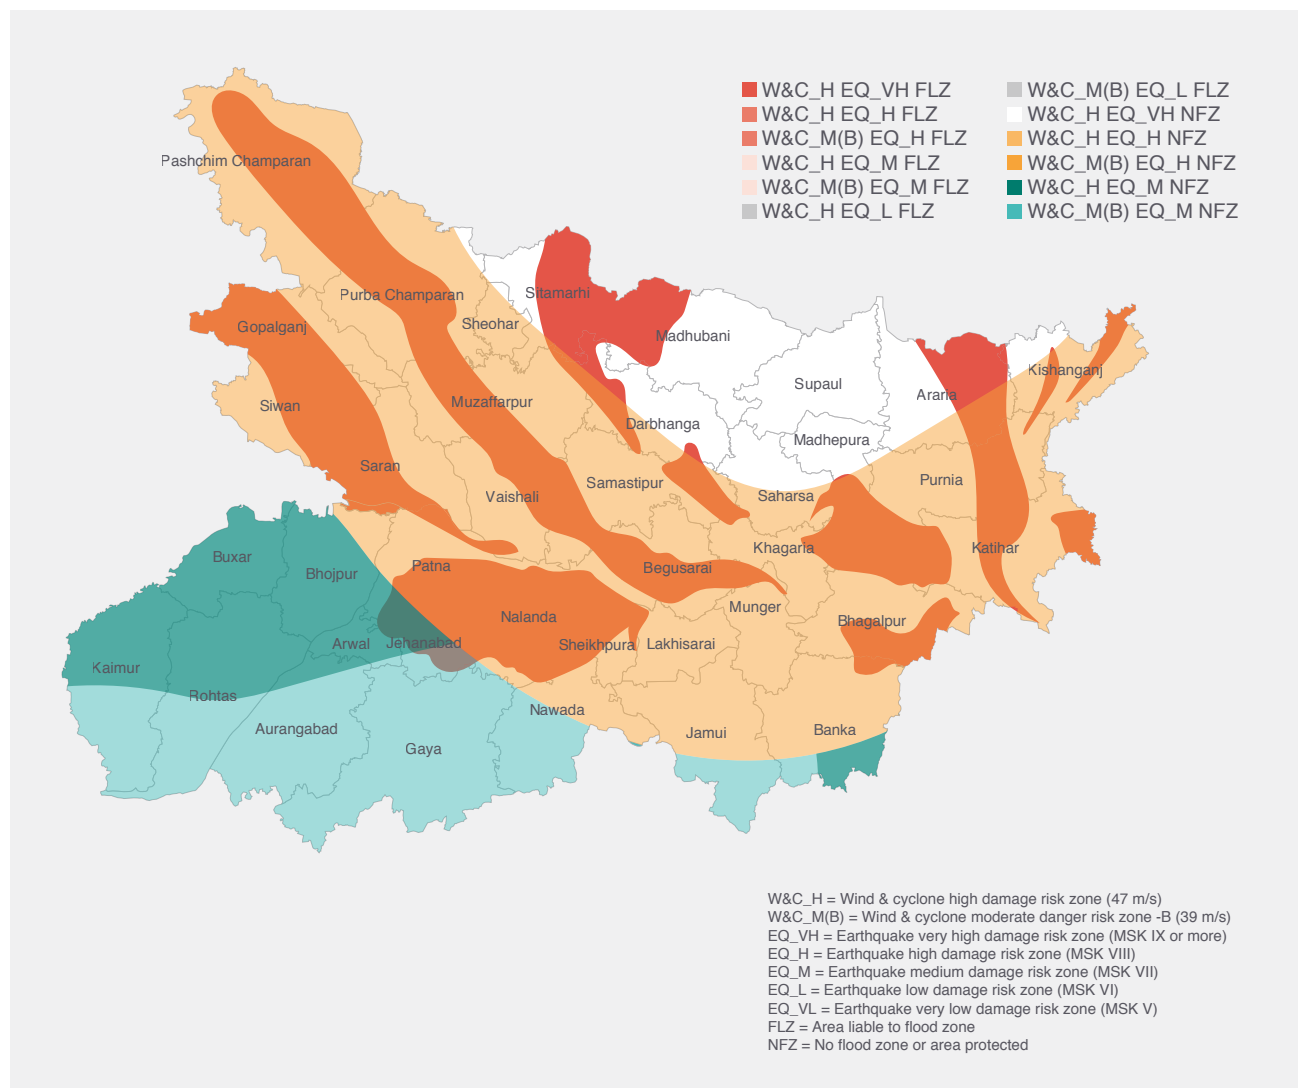 W&C_H EQ_VH FLZ
W&C_H EQ_H FLZ
W&C_M(B) EQ_H FLZ
W&C_H EQ_M FLZ
W&C_M(B) EQ_M FLZ
W&C_H EQ_L FLZ
W&C_M(B) EQ_L FLZ
W&C_H EQ_VH NFZ
W&C_H EQ_H NFZ
W&C_M(B) EQ_H NFZ
W&C_H EQ_M NFZ
W&C_M(B) EQ_M NFZ
Pashchim Champaran
Purba Champaran
Sitamarhi
Gopalganj
Sheohar
Madhubani
Kishanganj
Supaul
Araria
Siwan
Muzaffarpur
Darbhanga
Madhepura
Saran
Vaishali
Samastipur
Saharsa
Purnia
Buxar
Bhojpur
Patna
Begusarai
Khagaria
Katihar
Nalanda
Munger
Bhagalpur
Arwal
Jehanabad
Sheikhpura
Lakhisarai
Kaimur
Rohtas
Nawada
Aurangabad
Gaya
Jamui
Banka
W&C_H = Wind & cyclone high damage risk zone (47 m/s)
W&C_M(B) = Wind & cyclone moderate danger risk zone -B (39 m/s)
EQ_VH = Earthquake very high damage risk zone (MSK IX or more)
EQ_H = Earthquake high damage risk zone (MSK VIII)
EQ_M = Earthquake medium damage risk zone (MSK VII)
EQ_L = Earthquake low damage risk zone (MSK VI)
EQ_VL = Earthquake very low damage risk zone (MSK V)
FLZ = Area liable to flood zone
NFZ = No flood zone or area protected